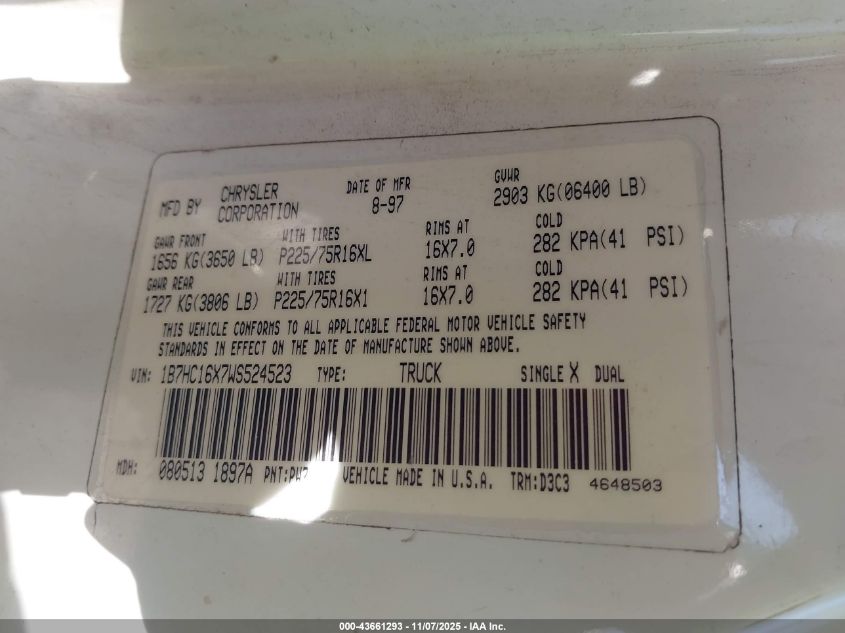 MFD BY CHRYSLER CORPORATION DATE OF MFR 8-97 GVWR 2903 KG(06400 LB)
GAWR FRONT WITH TIRES RIMS AT COLD
1656 KG(3650 LB) P225/75R16XL 16X7.0 282 KPA(41 PSI)
GAWR REAR WITH TIRES RIMS AT COLD
1727 KG(3806 LB) P225/75R16X1 16X7.0 282 KPA(41 PSI)
THIS VEHICLE CONFORMS TO ALL APPLICABLE FEDERAL MOTOR VEHICLE SAFETY
STANDARDS IN EFFECT ON THE DATE OF MANUFACTURE SHOWN ABOVE.
VIN: 1B7HC16X7WS524523 TYPE: TRUCK SINGLE X DUAL
MDH: 080513 1897A PNT: VEHICLE MADE IN U.S.A. TRM:D3C3 4648503
000-43661293 - 11/07/2025 - IAA Inc.